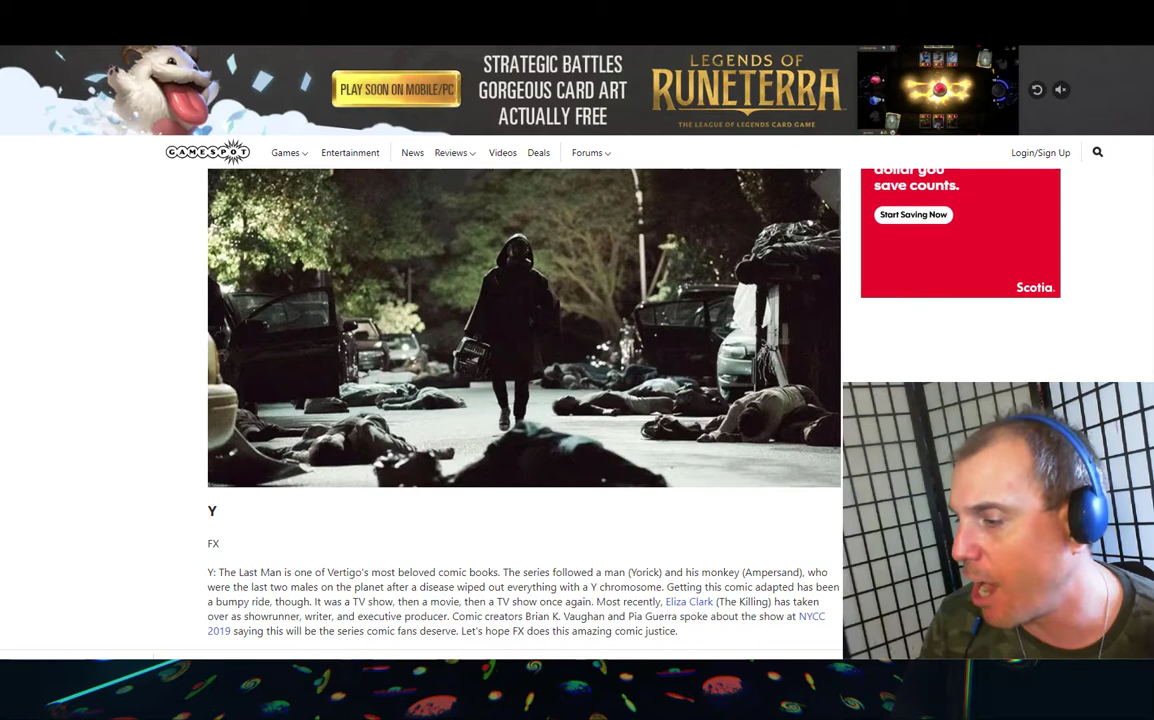 STRATEGIC BATTLES
GORGEOUS CARD ART
ACTUALLY FREE
PLAY SOON ON MOBILE/PC
LEGENDS OF
RUNETERRA
THE LEAGUE OF LEGENDS CARD GAME
GAMESPOT
Games
Entertainment
News
Reviews
Videos
Deals
Forums
Login/Sign Up
dollar you
save counts.
Start Saving Now
Scotia.
Y
FX
Y: The Last Man is one of Vertigo's most beloved comic books. The series followed a man (Yorick) and his monkey (Ampersand), who
were the last two males on the planet after a disease wiped out everything with a Y chromosome. Getting this comic adapted has been
a bumpy ride, though. It was a TV show, then a movie, then a TV show once again. Most recently, Eliza Clark (The Killing) has taken
over as showrunner, writer, and executive producer. Comic creators Brian K. Vaughan and Pia Guerra spoke about the show at NYCC
2019 saying this will be the series comic fans deserve. Let's hope FX does this amazing comic justice.